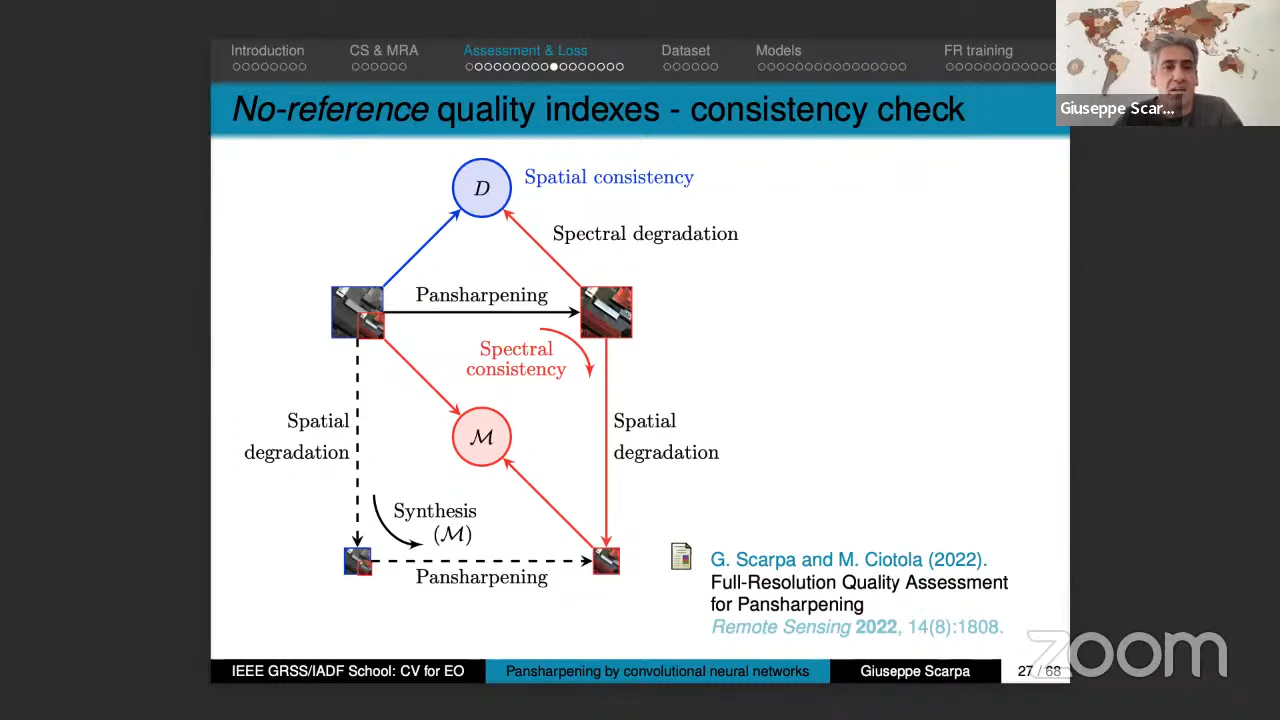 Introduction CS & MRA Assessment & Loss Dataset Models FR training
Giuseppe Scar...
No-reference quality indexes - consistency check
D
Spatial consistency
Spectral degradation
Pansharpening
Spectral
consistency
Spatial
degradation
M
Spatial
degradation
Synthesis
(M)
Pansharpening
G. Scarpa and M. Ciotola (2022).
Full-Resolution Quality Assessment
for Pansharpening
Remote Sensing 2022, 14(8):1808.
zoom
IEEE GRSS/IADF School: CV for EO Pansharpening by convolutional neural networks Giuseppe Scarpa 27 / 68